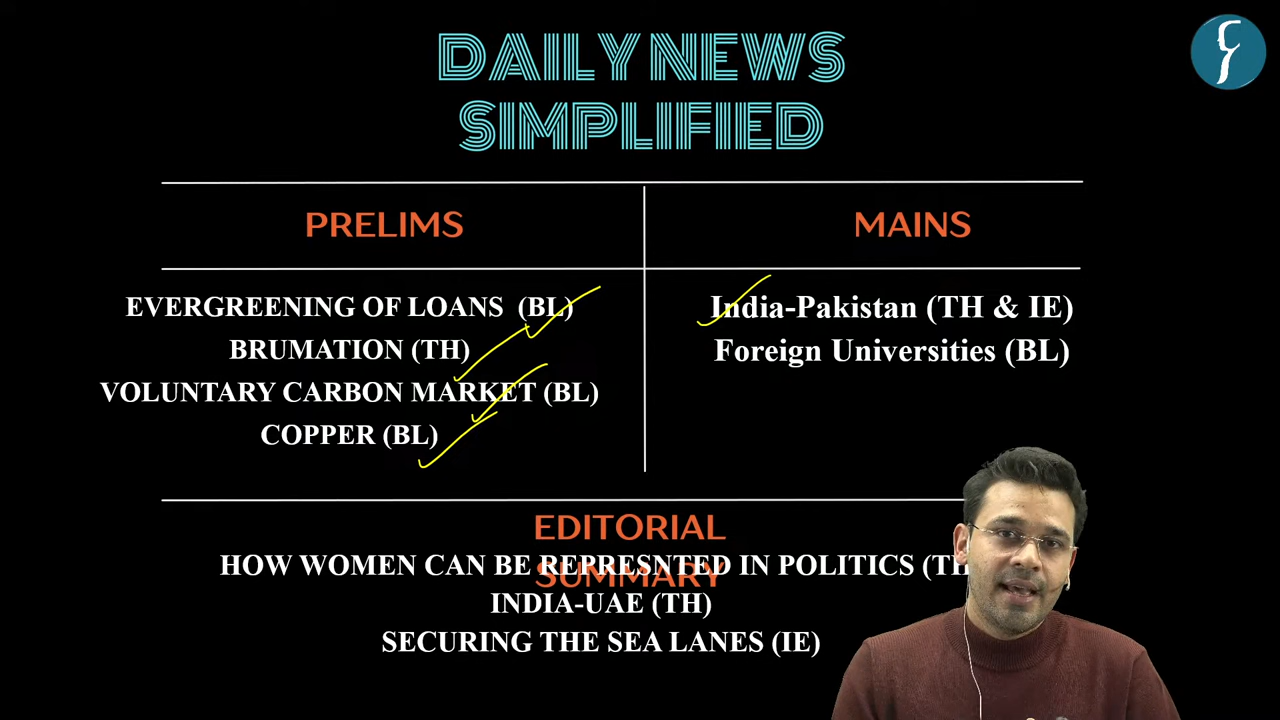 DAILY NEWS
SIMPLIFIED
PRELIMS
MAINS
EVERGREENING OF LOANS (BL)
BRUMATION (TH)
VOLUNTARY CARBON MARKET (BL)
COPPER (BL)
India-Pakistan (TH & IE)
Foreign Universities (BL)
EDITORIAL
HOW WOMEN CAN BE REPRESNTED IN POLITICS (TH
SUMMARY
INDIA-UAE (TH)
SECURING THE SEA LANES (IE)